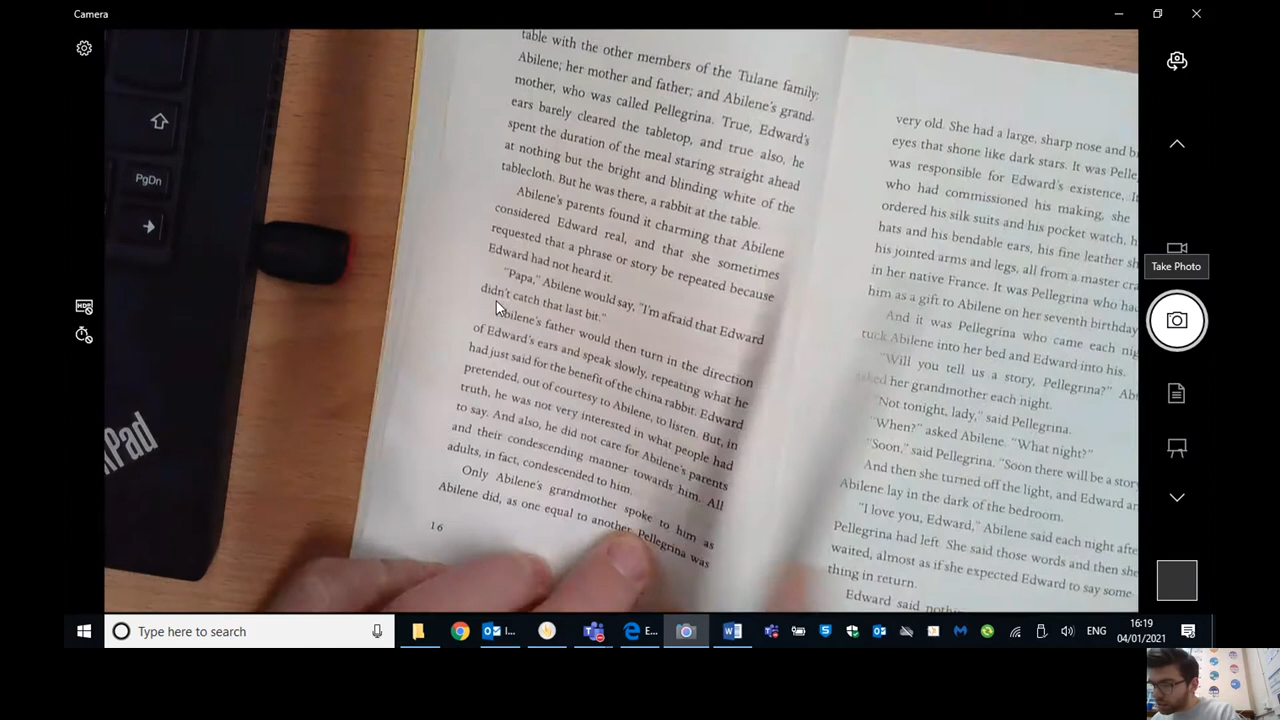 Camera
table with the other members of the Tulane family:
Abilene; her mother and father; and Abilene's grand-
mother, who was called Pellegrina. True, Edward's
ears barely cleared the tabletop, and true also, he
spent the duration of the meal staring straight ahead
at nothing but the bright and blinding white of the
tablecloth. But he was there, a rabbit at the table.
Abilene's parents found it charming that Abilene
considered Edward real, and that she sometimes
requested that a phrase or story be repeated because
Edward had not heard it.
"Papa," Abilene would say, "I'm afraid that Edward
didn't catch that last bit."
Abilene's father would then turn in the direction
of Edward's ears and speak slowly, repeating what he
had just said for the benefit of the china rabbit. Edward
pretended, out of courtesy to Abilene, to listen. But, in
truth, he was not very interested in what people had
to say. And also, he did not care for Abilene's parents
and their condescending manner towards him. All
adults, in fact, condescended to him.
Only Abilene's grandmother spoke to him as
Abilene did, as one equal to another. Pellegrina was
16
very old. She had a large, sharp nose and
eyes that shone like dark stars. It was
was responsible for Edward's existence.
who had commissioned his making, she
ordered his silk suits and his pocket watch,
hats and his bendable ears, his fine leather
his jointed arms and legs, all from a master
in her native France. It was Pellegrina who
him as a gift to Abilene on her seventh birthday
And it was Pellegrina who came each
tuck Abilene into her bed and Edward into his.
"Will you tell us a story, Pellegrina?"
asked her grandmother each night.
"Not tonight, lady," said Pellegrina.
"When?" asked Abilene. "What night?"
"Soon," said Pellegrina. "Soon there will be a
And then she turned off the light, and Edward
Abilene lay in the dark of the bedroom.
"I love you, Edward," Abilene said each night
Pellegrina had left. She said those words and then she
waited, almost as if she expected Edward to say some-
thing in return.
Edward said
Take Photo
PgDn
Pad
Type here to search
I...
E...
ENG
16:19
04/01/2021